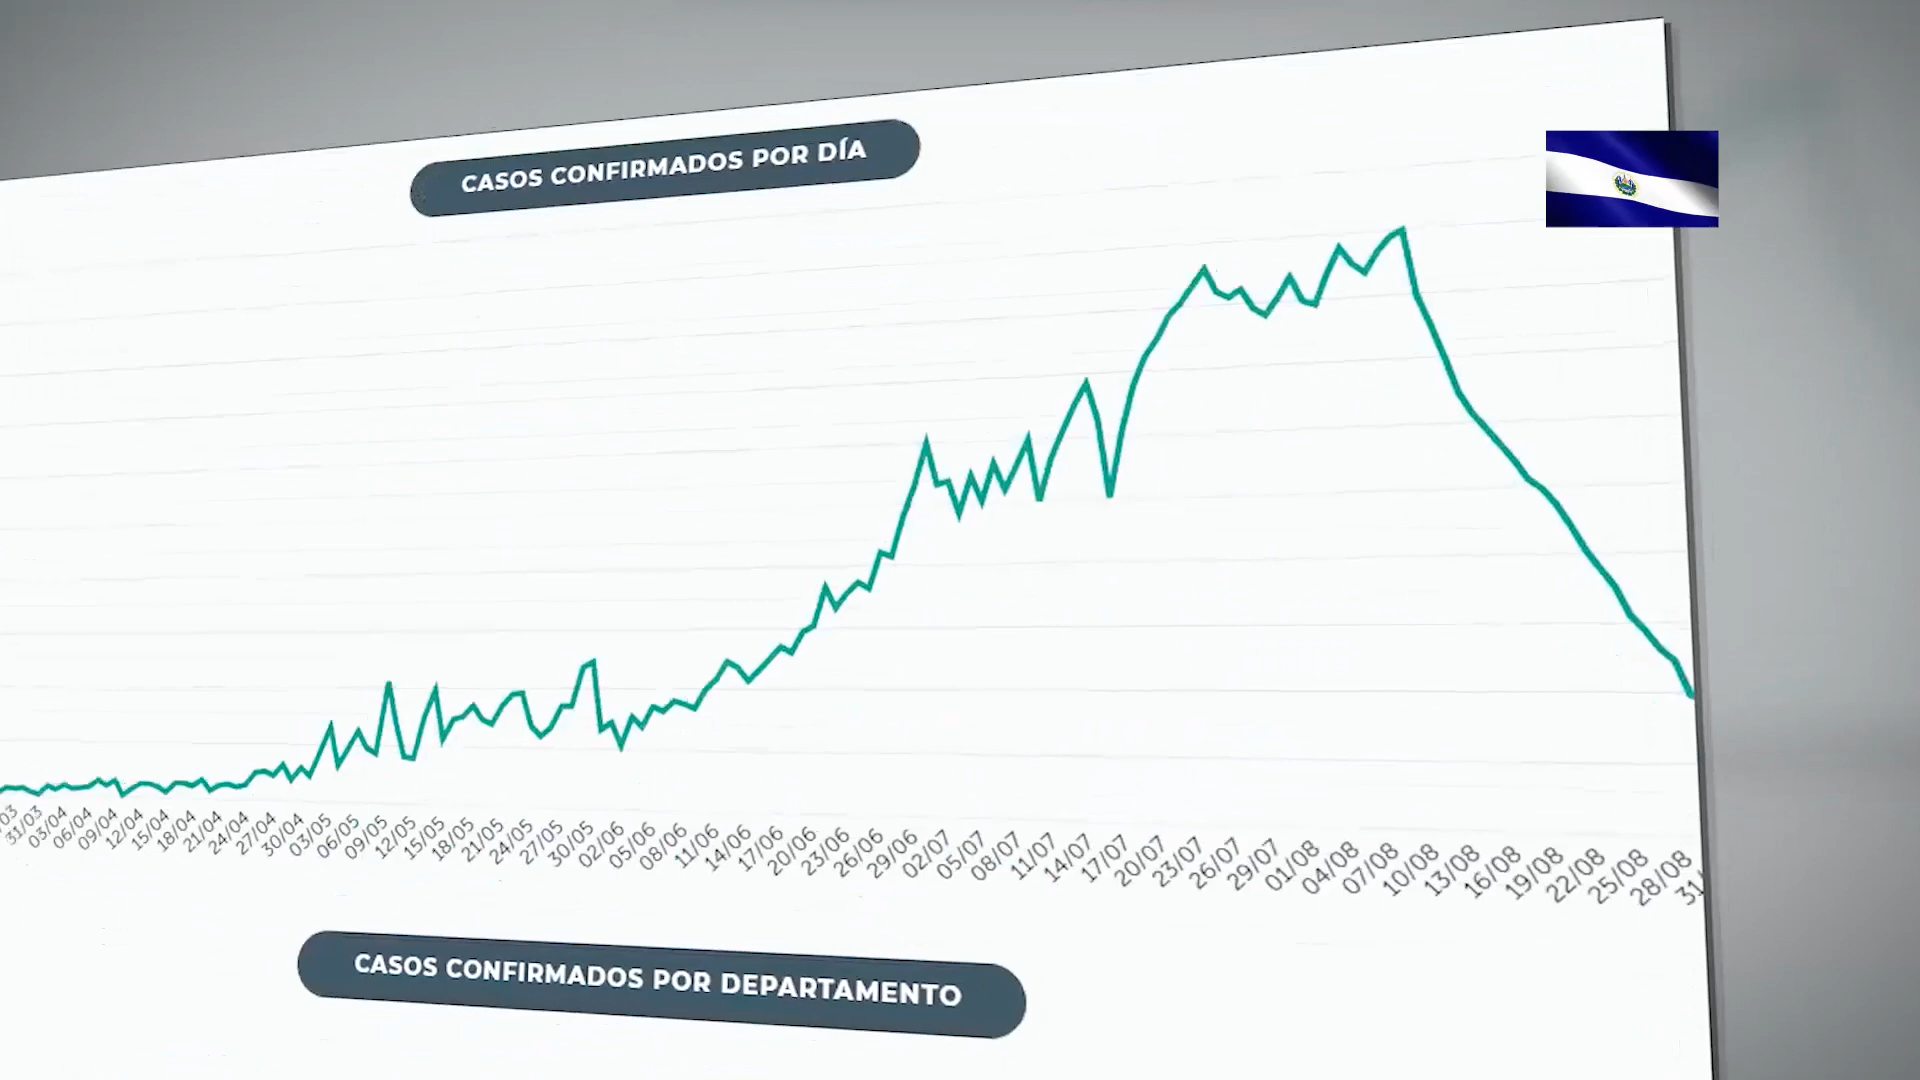 CASOS CONFIRMADOS POR DÍA
31/03 03/04 06/04 09/04 12/04 15/04 18/04 21/04 24/04 27/04 30/04 03/05 06/05 09/05 12/05 15/05 18/05 21/05 24/05 27/05 30/05 02/06 05/06 08/06 11/06 14/06 17/06 20/06 23/06 26/06 29/06 02/07 05/07 08/07 11/07 14/07 17/07 20/07 23/07 26/07 29/07 01/08 04/08 07/08 10/08 13/08 16/08 19/08 22/08 25/08 28/08
CASOS CONFIRMADOS POR DEPARTAMENTO